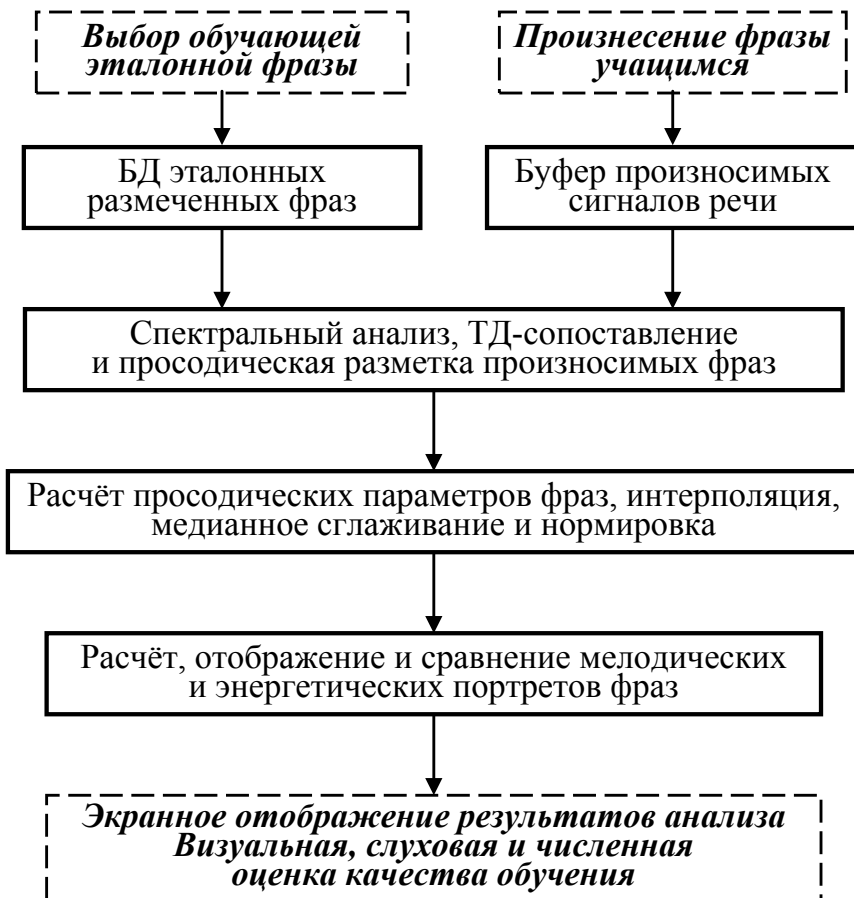 Выбор обучающей
эталонной фразы
Произнесение фразы
учащимся
БД эталонных
размеченных фраз
Буфер произносимых
сигналов речи
Спектральный анализ, ТД-сопоставление
и просодическая разметка произносимых фраз
Расчёт просодических параметров фраз, интерполяция,
медианное сглаживание и нормировка
Расчёт, отображение и сравнение мелодических
и энергетических портретов фраз
Экранное отображение результатов анализа
Визуальная, слуховая и численная
оценка качества обучения